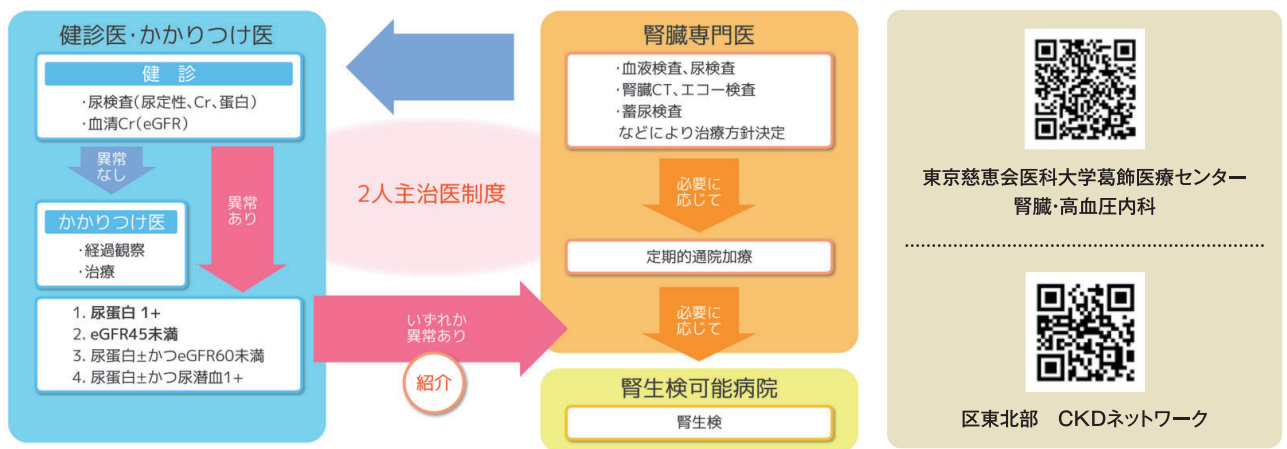 健診医・かかりつけ医
健　診
・尿検査(尿定性、Cr、蛋白)
・血清Cr(eGFR)
異常
なし
異常
あり
かかりつけ医
・経過観察
・治療
1. 尿蛋白 1+
2. eGFR45未満
3. 尿蛋白±かつeGFR60未満
4. 尿蛋白±かつ尿潜血1+
2人主治医制度
いずれか
異常あり
紹介
腎臓専門医
・血液検査、尿検査
・腎臓CT、エコー検査
・蓄尿検査
などにより治療方針決定
必要に
応じて
定期的通院加療
必要に
応じて
腎生検可能病院
腎生検
東京慈恵会医科大学葛飾医療センター
腎臓・高血圧内科
区東北部　CKDネットワーク